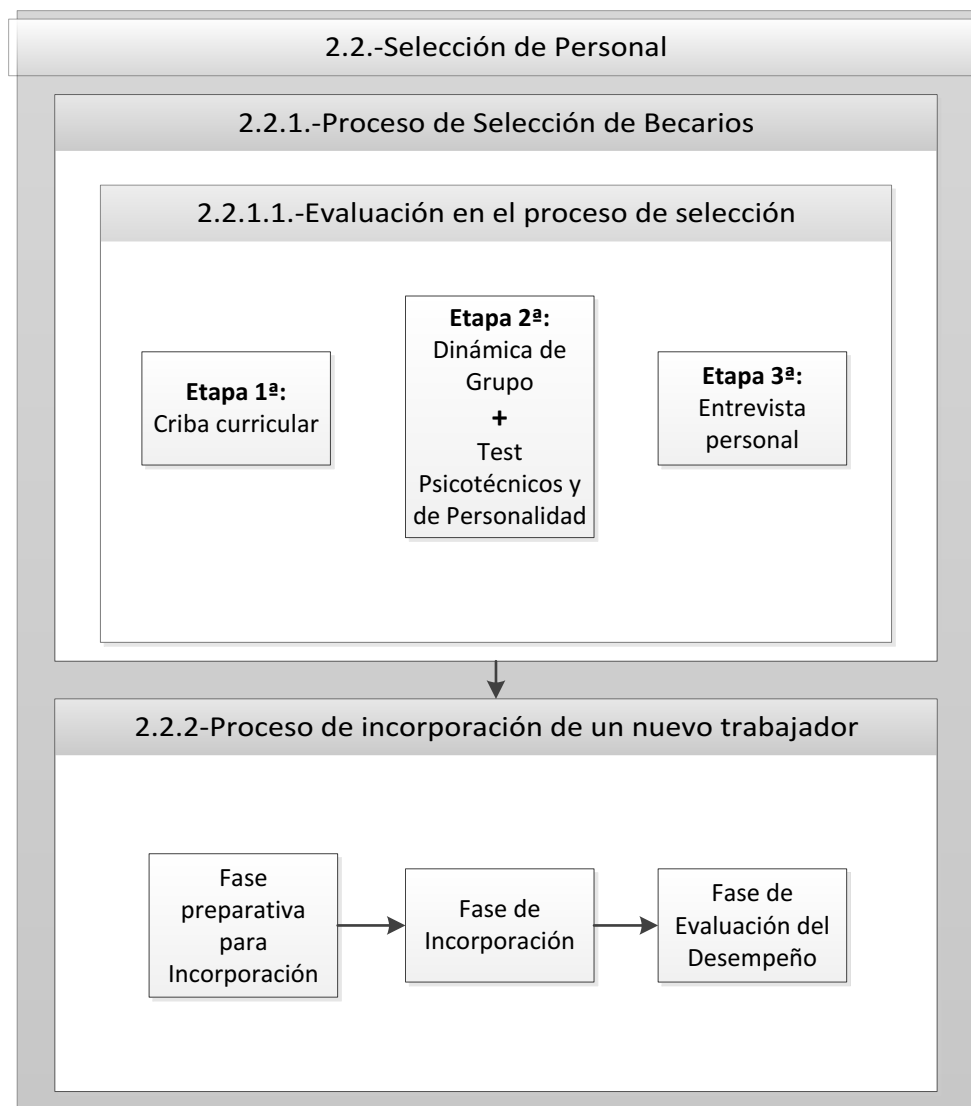 2.2.-Selección de Personal
2.2.1.-Proceso de Selección de Becarios
2.2.1.1.-Evaluación en el proceso de selección
Etapa 1ª:
Criba curricular
Etapa 2ª:
Dinámica de
Grupo
+
Test
Psicotécnicos y
de Personalidad
Etapa 3ª:
Entrevista
personal
2.2.2-Proceso de incorporación de un nuevo trabajador
Fase
preparativa
para
Incorporación
Fase de
Incorporación
Fase de
Evaluación del
Desempeño